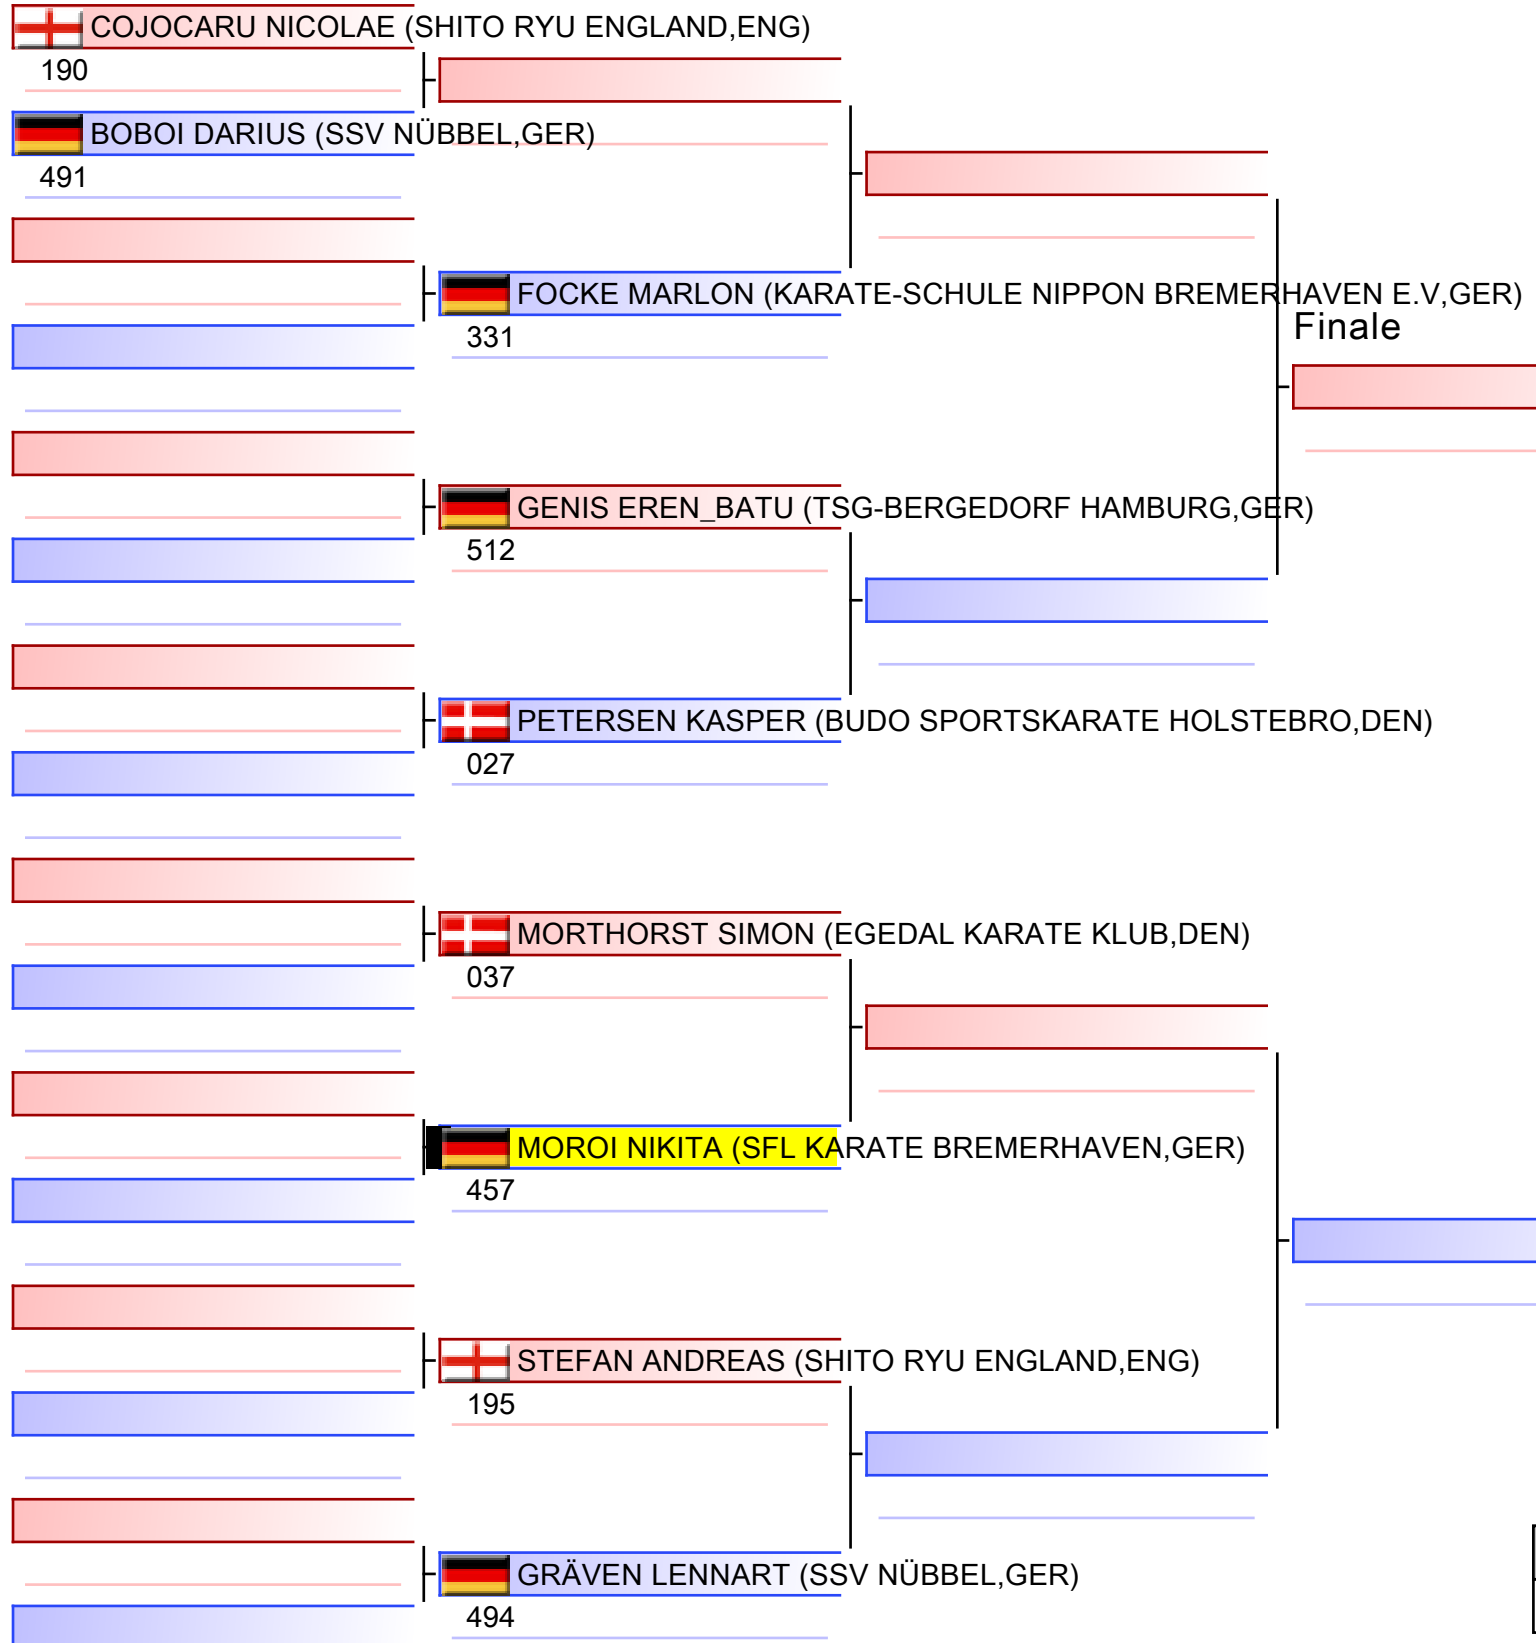 COJOCARU NICOLAE (SHITO RYU ENGLAND,ENG)
190
BOBOI DARIUS (SSV NÜBBEL,GER)
491
FOCKE MARLON (KARATE-SCHULE NIPPON BREMERHAVEN E.V,GER)
331
Finale
GENIS EREN_BATU (TSG-BERGEDORF HAMBURG,GER)
512
PETERSEN KASPER (BUDO SPORTSKARATE HOLSTEBRO,DEN)
027
MORTHORST SIMON (EGEDAL KARATE KLUB,DEN)
037
MOROI NIKITA (SFL KARATE BREMERHAVEN,GER)
457
STEFAN ANDREAS (SHITO RYU ENGLAND,ENG)
195
GRÄVEN LENNART (SSV NÜBBEL,GER)
494